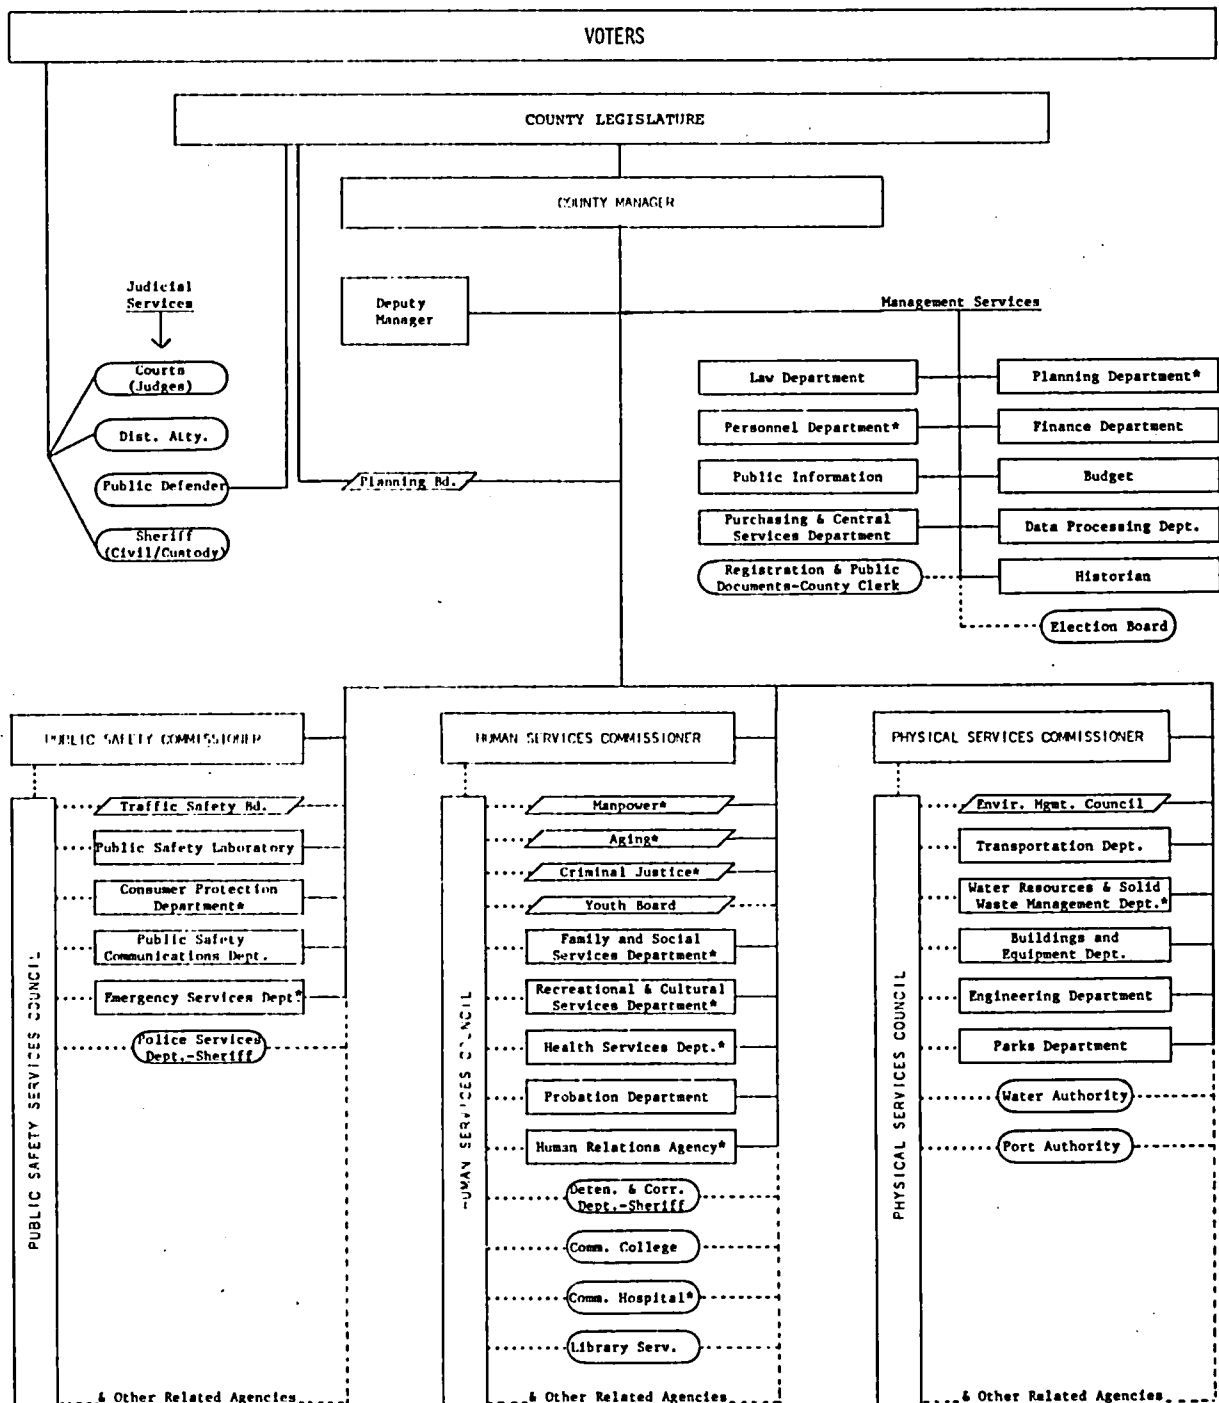 VOTERS
COUNTY LEGISLATURE
COUNTY MANAGER
Judicial
Services
Deputy
Manager
Management Services
Courts
(Judges)
Dist. Atty.
Public Defender
Sheriff
(Civil/Custody)
Planning Bd.
Law Department
Planning Department*
Personnel Department*
Finance Department
Public Information
Budget
Purchasing & Central
Services Department
Data Processing Dept.
Registration & Public
Documents-County Clerk
Historian
Election Board
PUBLIC SAFETY COMMISSIONER
PUBLIC SAFETY SERVICES COUNCIL
Traffic Safety Bd.
Public Safety Laboratory
Consumer Protection
Department*
Public Safety
Communications Dept.
Emergency Services Dept.*
Police Services
Dept.-Sheriff
& Other Related Agencies
HUMAN SERVICES COMMISSIONER
HUMAN SERVICES COUNCIL
Manpower*
Aging*
Criminal Justice*
Youth Board
Family and Social
Services Department*
Recreational & Cultural
Services Department*
Health Services Dept.*
Probation Department
Human Relations Agency*
Deten. & Corr.
Dept.-Sheriff
Comm. College
Comm. Hospital*
Library Serv.
& Other Related Agencies
PHYSICAL SERVICES COMMISSIONER
PHYSICAL SERVICES COUNCIL
Envir. Mgmt. Council
Transportation Dept.
Water Resources & Solid
Waste Management Dept.*
Buildings and
Equipment Dept.
Engineering Department
Parks Department
Water Authority
Port Authority
& Other Related Agencies